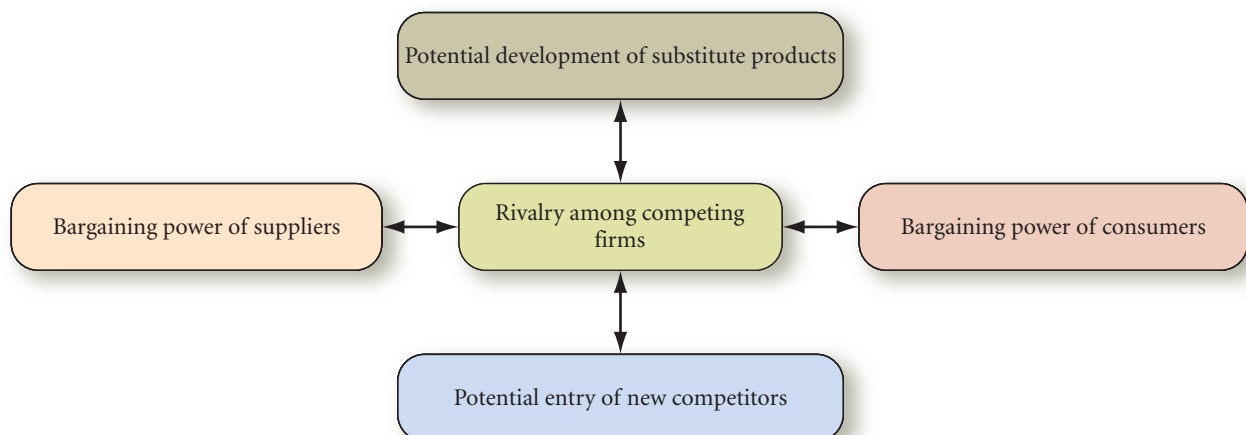 Potential development of substitute products
Bargaining power of suppliers
Rivalry among competing
firms
Bargaining power of consumers
Potential entry of new competitors